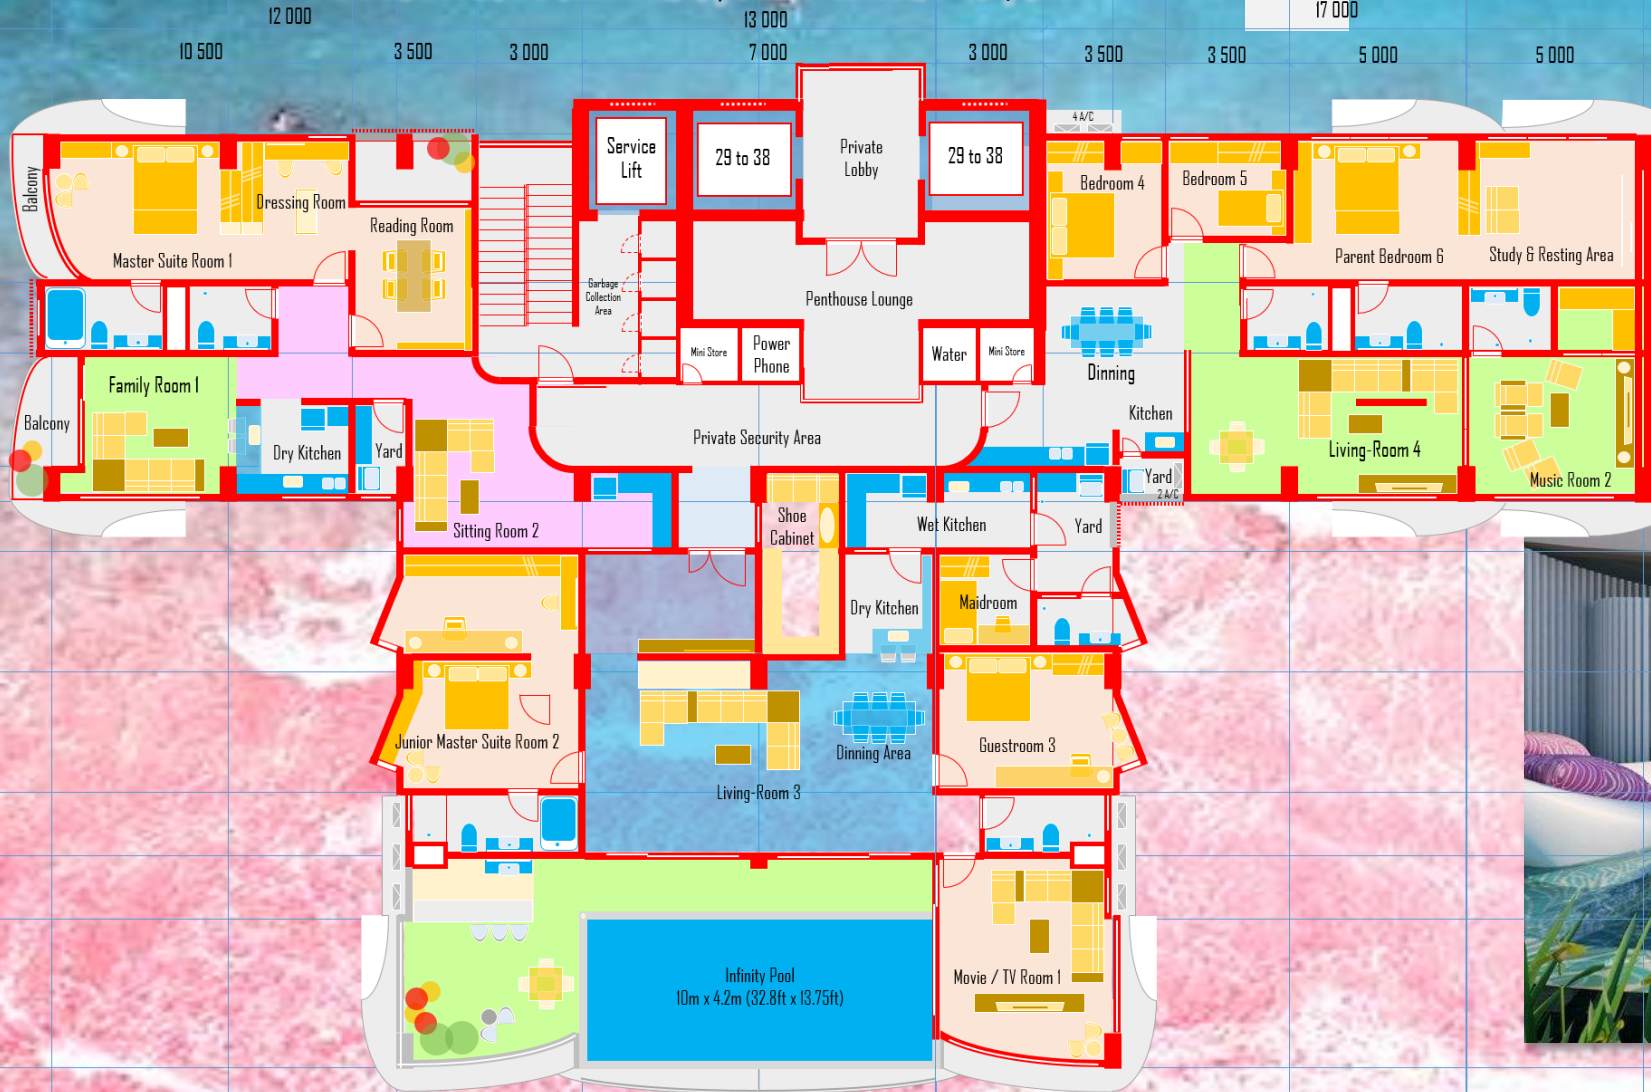 12 000
13 000
17 000
10 500
3 500
3 000
7 000
3 000
3 500
3 500
5 000
5 000
4 A/C
Balcony
Master Suite Room 1
Dressing Room
Reading Room
Service
Lift
29 to 38
Private
Lobby
29 to 38
Bedroom 4
Bedroom 5
Parent Bedroom 6
Study & Resting Area
Garbage
Collection
Area
Penthouse Lounge
Mini Store
Power
Phone
Water
Mini Store
Dinning
Family Room 1
Balcony
Dry Kitchen
Yard
Private Security Area
Kitchen
Yard
2 A/C
Living-Room 4
Music Room 2
Sitting Room 2
Shoe
Cabinet
Wet Kitchen
Yard
Dry Kitchen
Maidroom
Junior Master Suite Room 2
Dinning Area
Guestroom 3
Living-Room 3
Infinity Pool
10m x 4.2m (32.8ft x 13.75ft)
Movie / TV Room 1